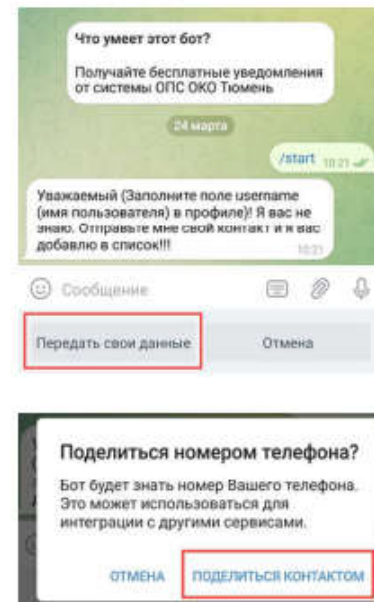 Что умеет этот бот?
Получайте бесплатные уведомления
от системы ОПС ОКО Тюмень
24 марта
/start 10:21
Уважаемый (Заполните поле username
(имя пользователя) в профиле)! Я вас не
знаю. Отправьте мне свой контакт и я вас
добавлю в список!!!
10:21
Сообщение
Передать свои данные Отмена
Поделиться номером телефона?
Бот будет знать номер Вашего телефона.
Это может использоваться для
интеграции с другими сервисами.
ОТМЕНА ПОДЕЛИТЬСЯ КОНТАКТОМ